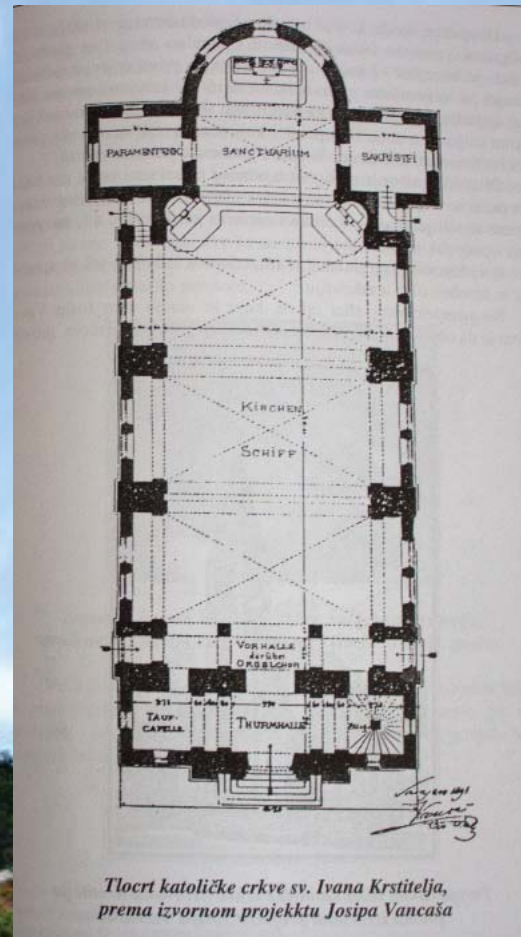 PARAMENTEN
SANCTUARIUM
SAKRISTEI
KIRCHEN
SCHIFF
VORHALLE
darüber
ORGELCHOR
TAUF-
CAPELLE
THURMHALLE
Tlocrt katoličke crkve sv. Ivana Krstitelja,
prema izvornom projekktu Josipa Vancaša